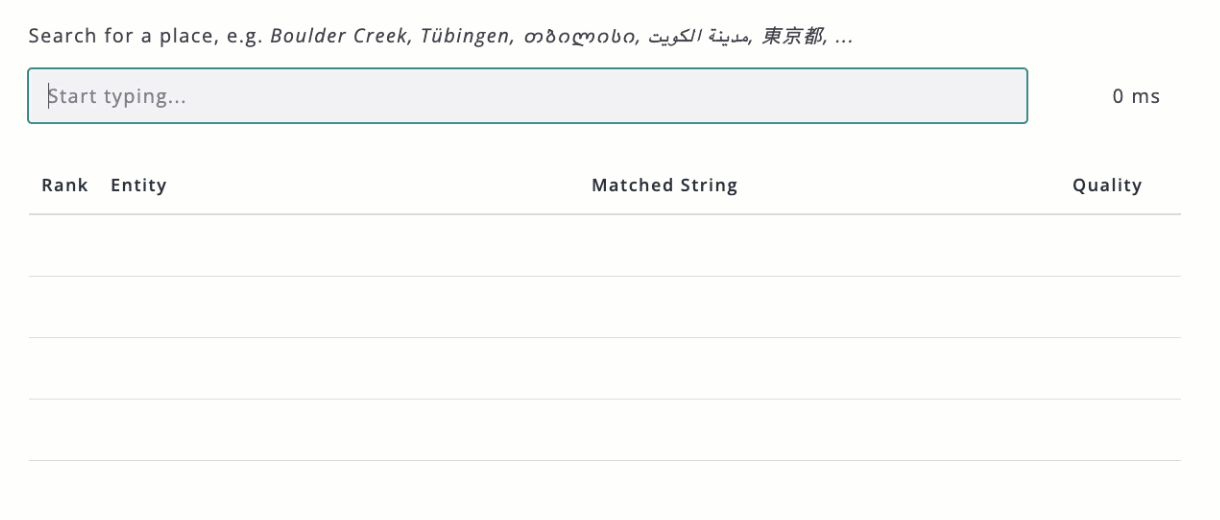 Search for a place, e.g. Boulder Creek, Tübingen, თბილისი, مدينة الكويت, 東京都, ...
Start typing...
0 ms
Rank Entity Matched String Quality